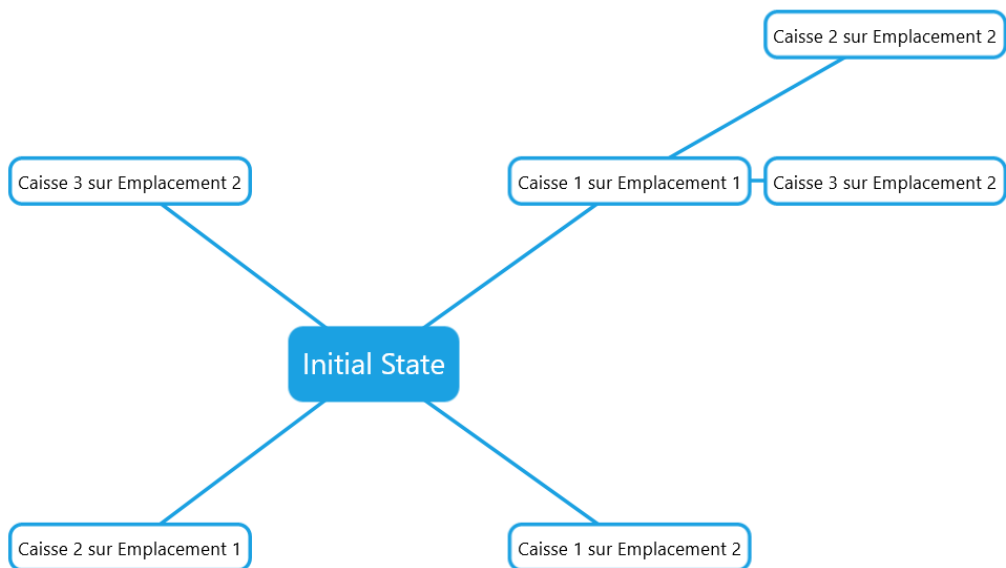 Caisse 2 sur Emplacement 2
Caisse 3 sur Emplacement 2
Caisse 1 sur Emplacement 1
Caisse 3 sur Emplacement 2
Initial State
Caisse 2 sur Emplacement 1
Caisse 1 sur Emplacement 2